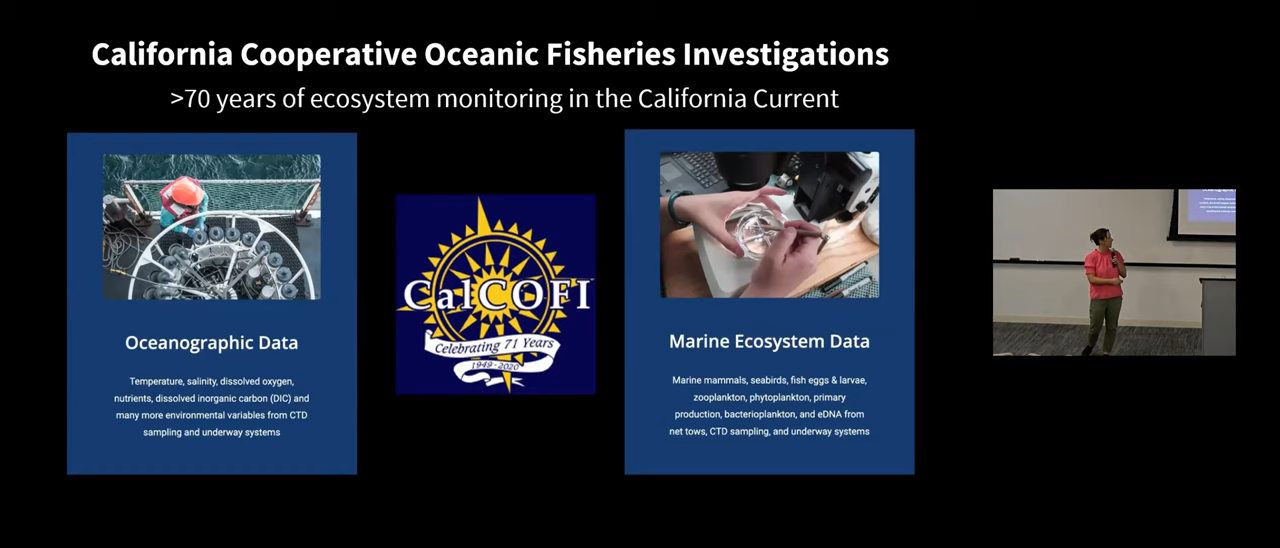 California Cooperative Oceanic Fisheries Investigations
>70 years of ecosystem monitoring in the California Current
CalCOFI
Celebrating 71 Years
1949-2020
Oceanographic Data
Temperature, salinity, dissolved oxygen,
nutrients, dissolved inorganic carbon (DIC) and
many more environmental variables from CTD
sampling and underway systems
Marine Ecosystem Data
Marine mammals, seabirds, fish eggs & larvae,
zooplankton, phytoplankton, primary
production, bacterioplankton, and eDNA from
net tows, CTD sampling, and underway systems